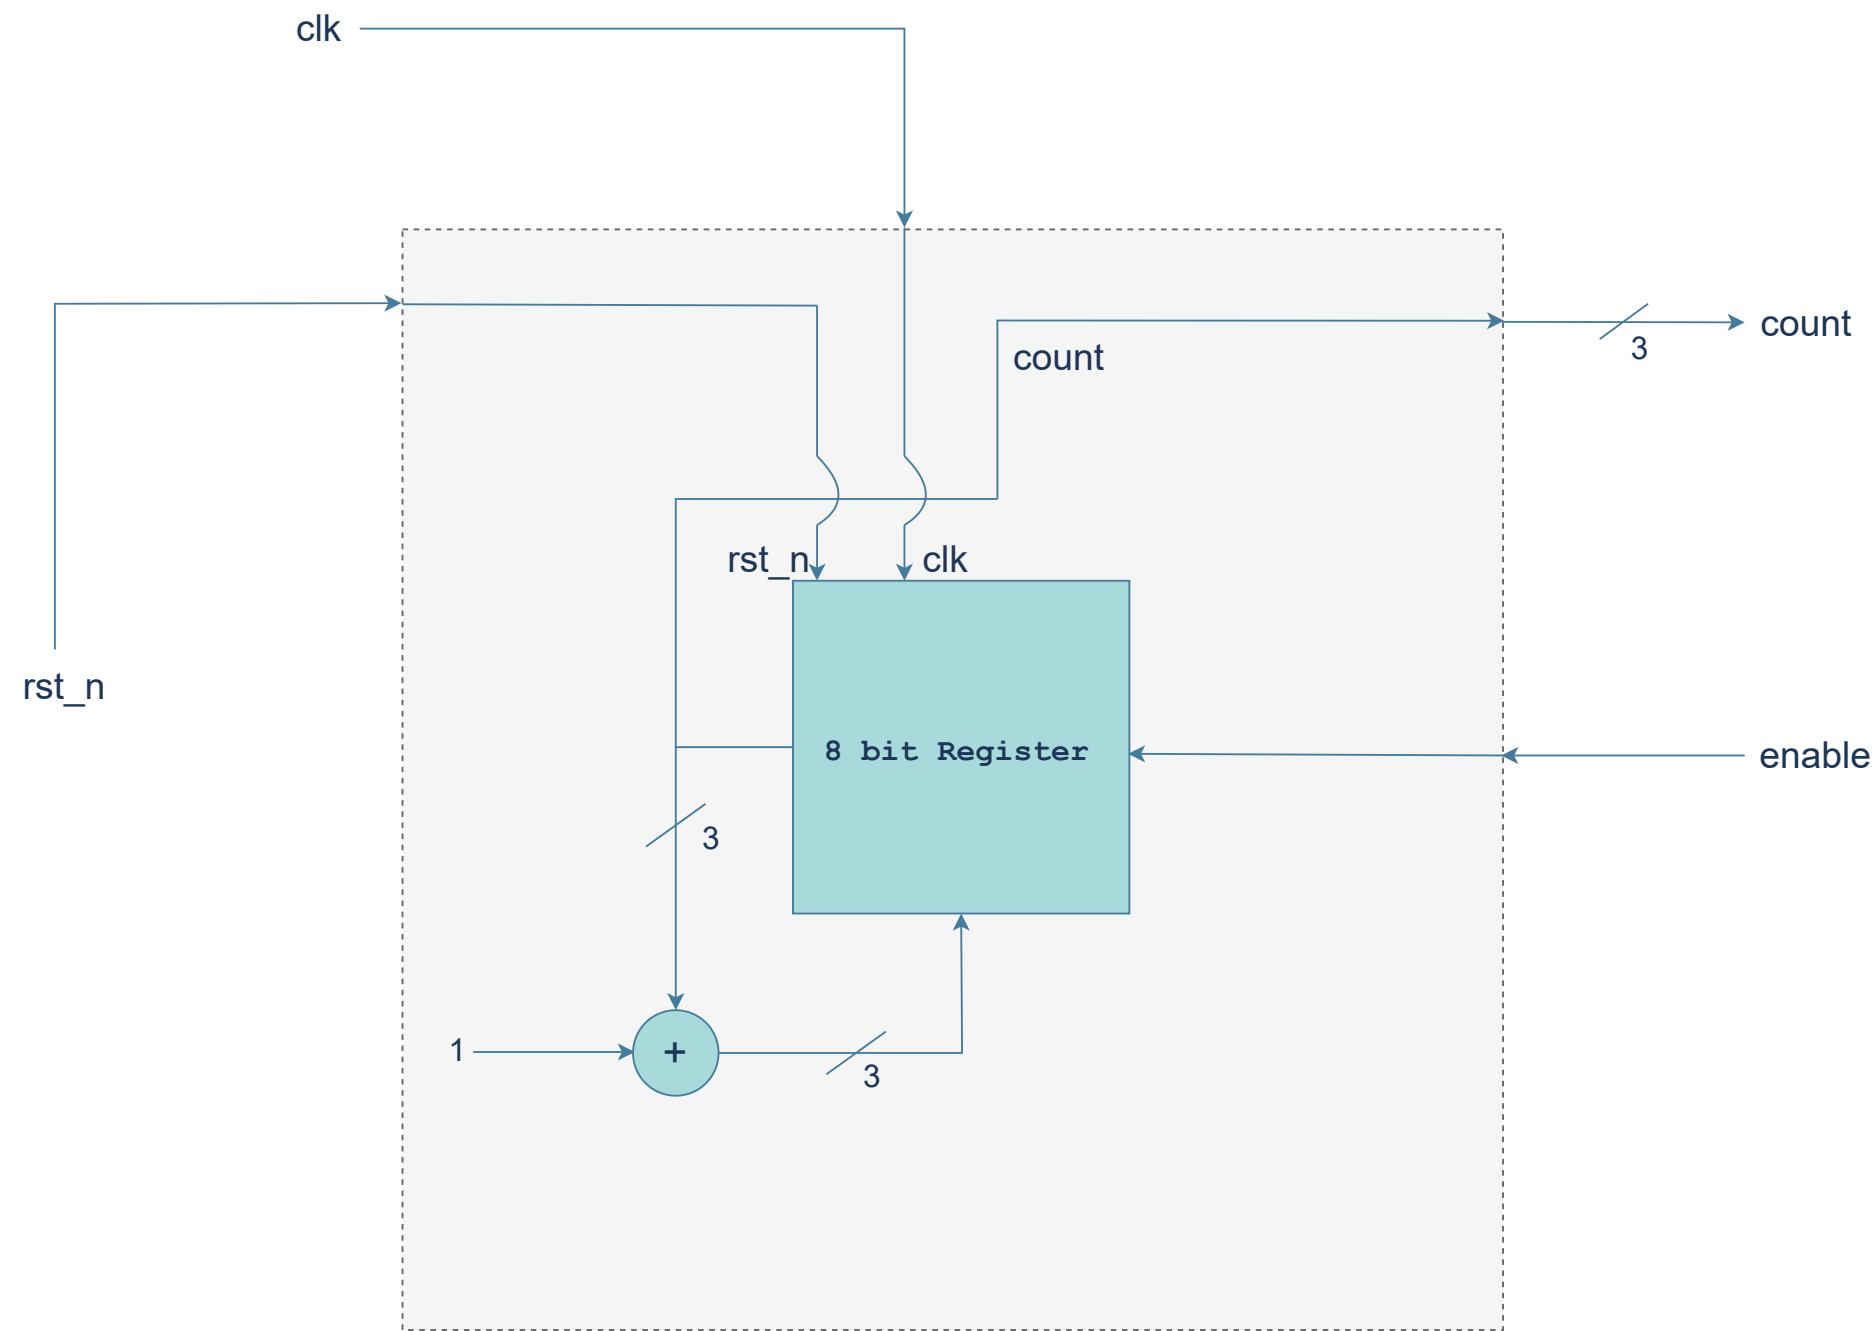 clk
count
3
count
rst_n
clk
rst_n
8 bit Register
enable
3
1
+
3